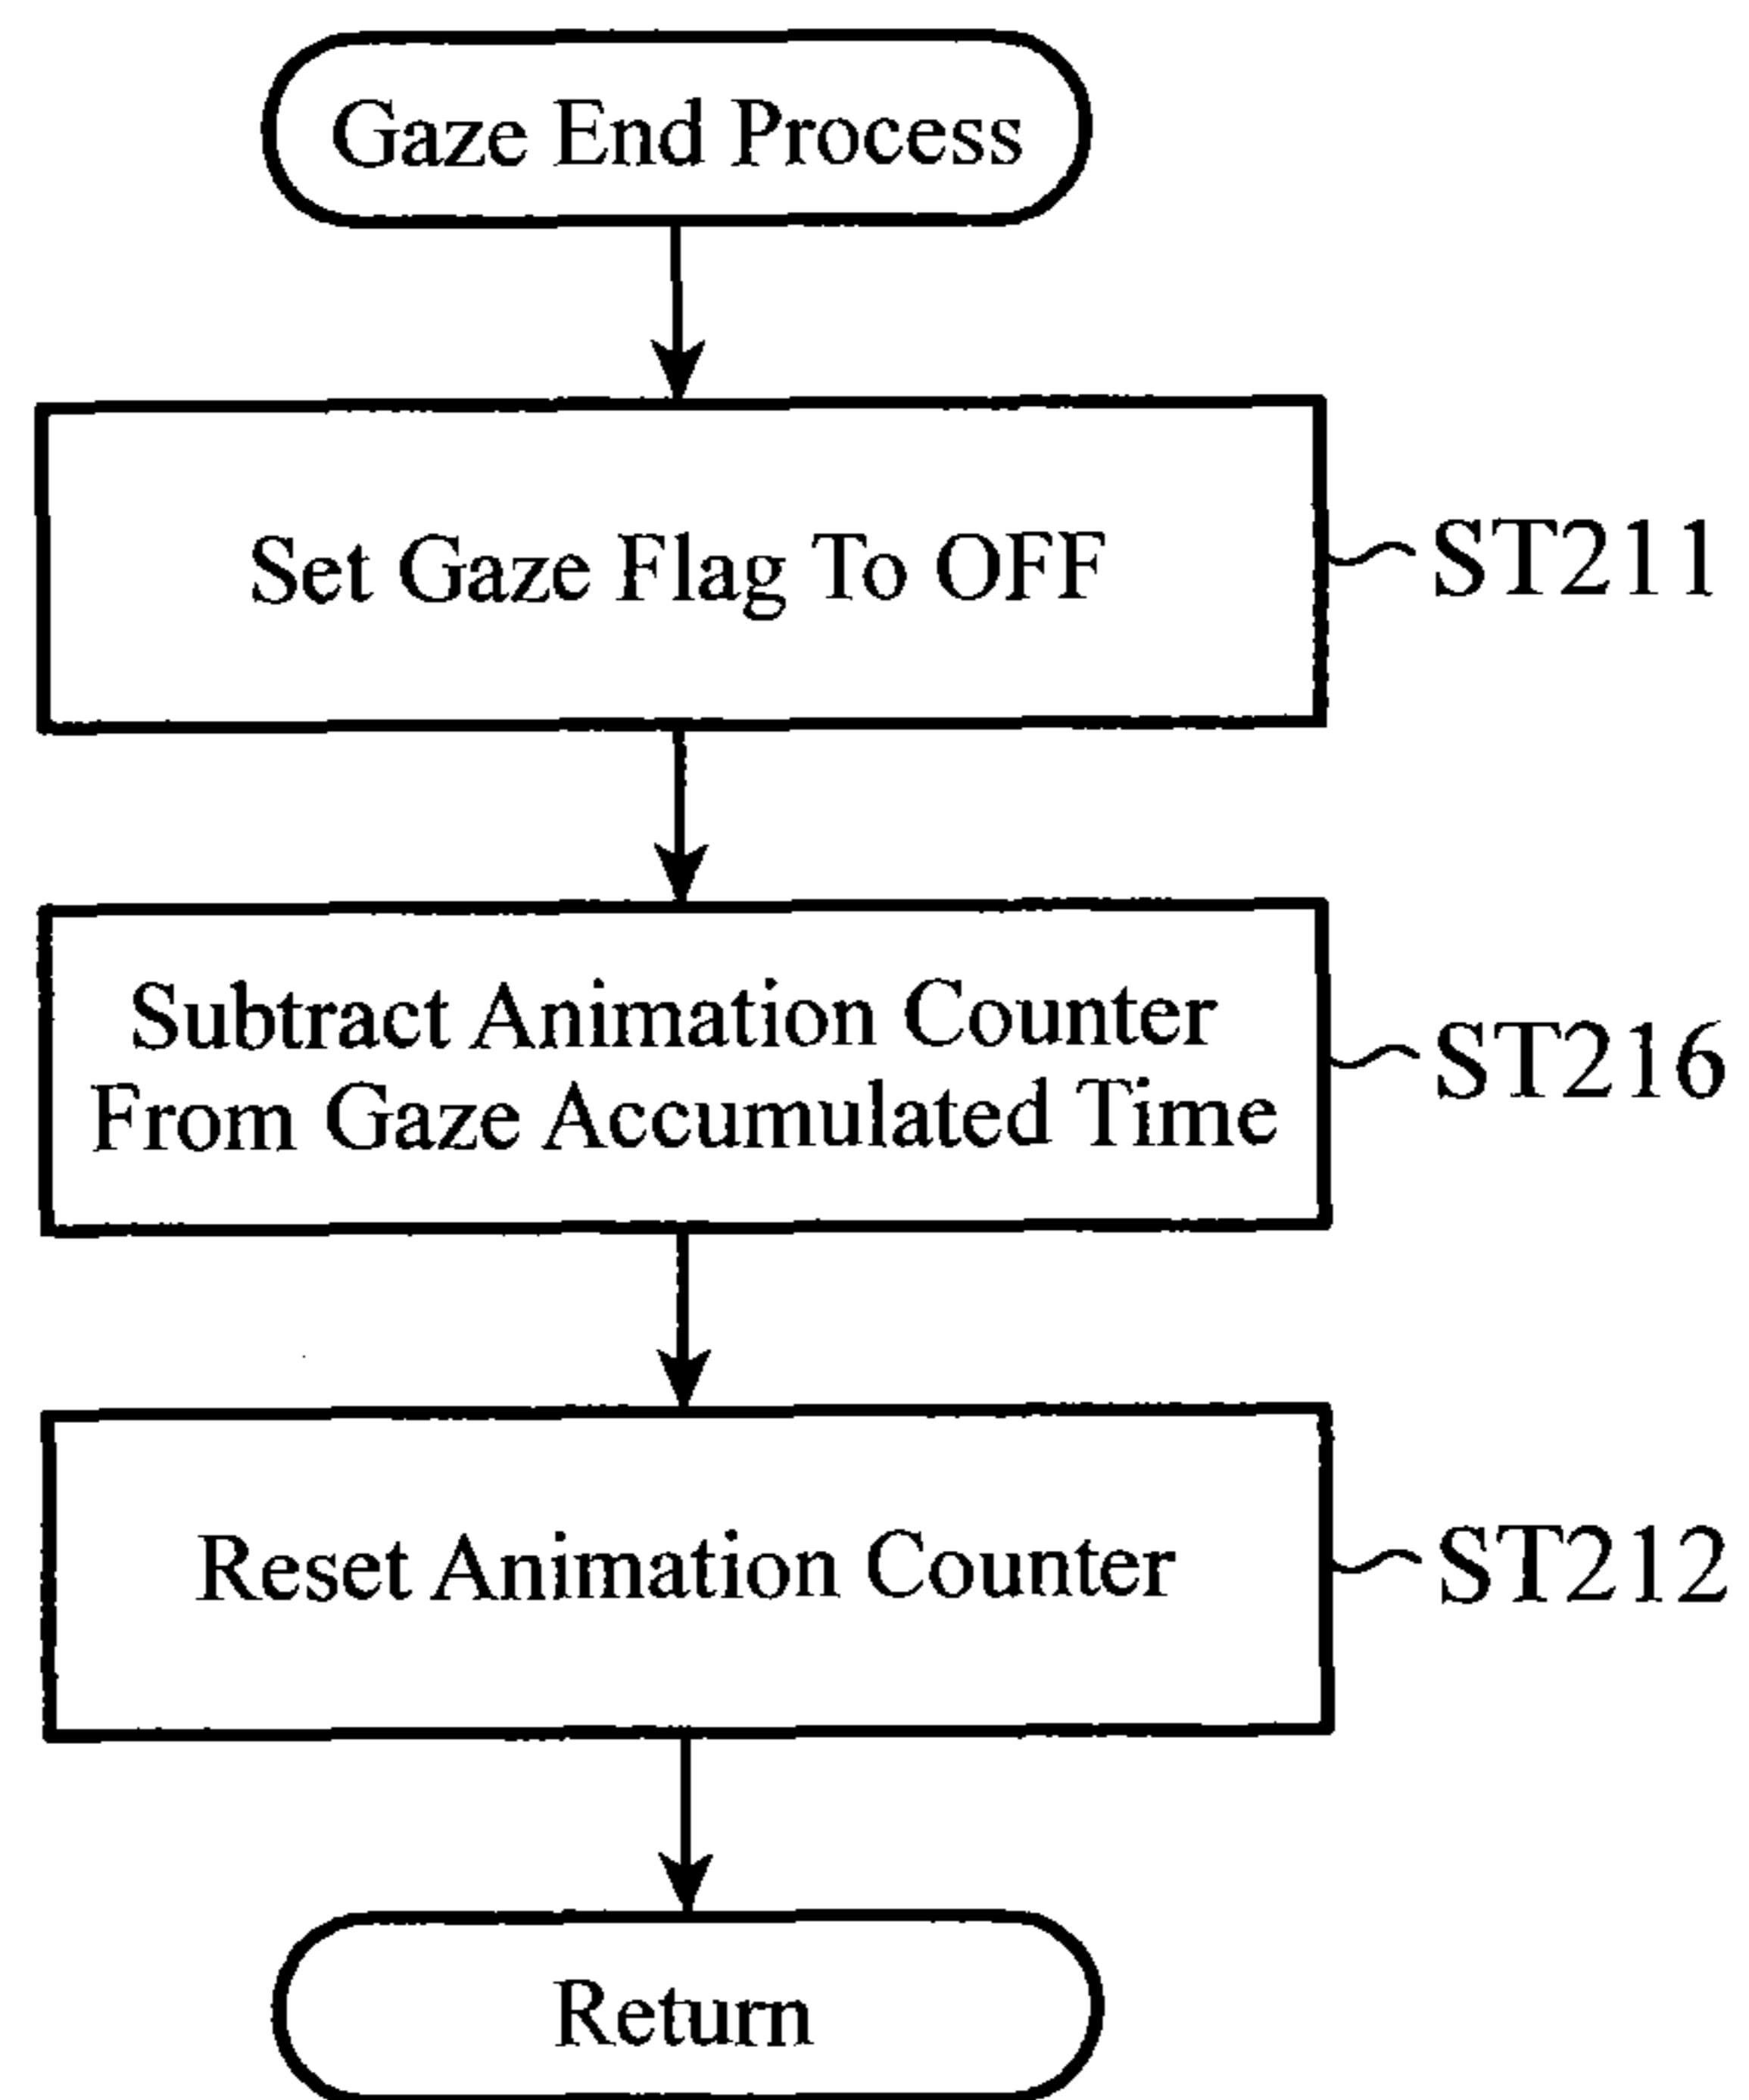 Gaze End Process
Set Gaze Flag To OFF
ST211
Subtract Animation Counter
From Gaze Accumulated Time
ST216
Reset Animation Counter
ST212
Return